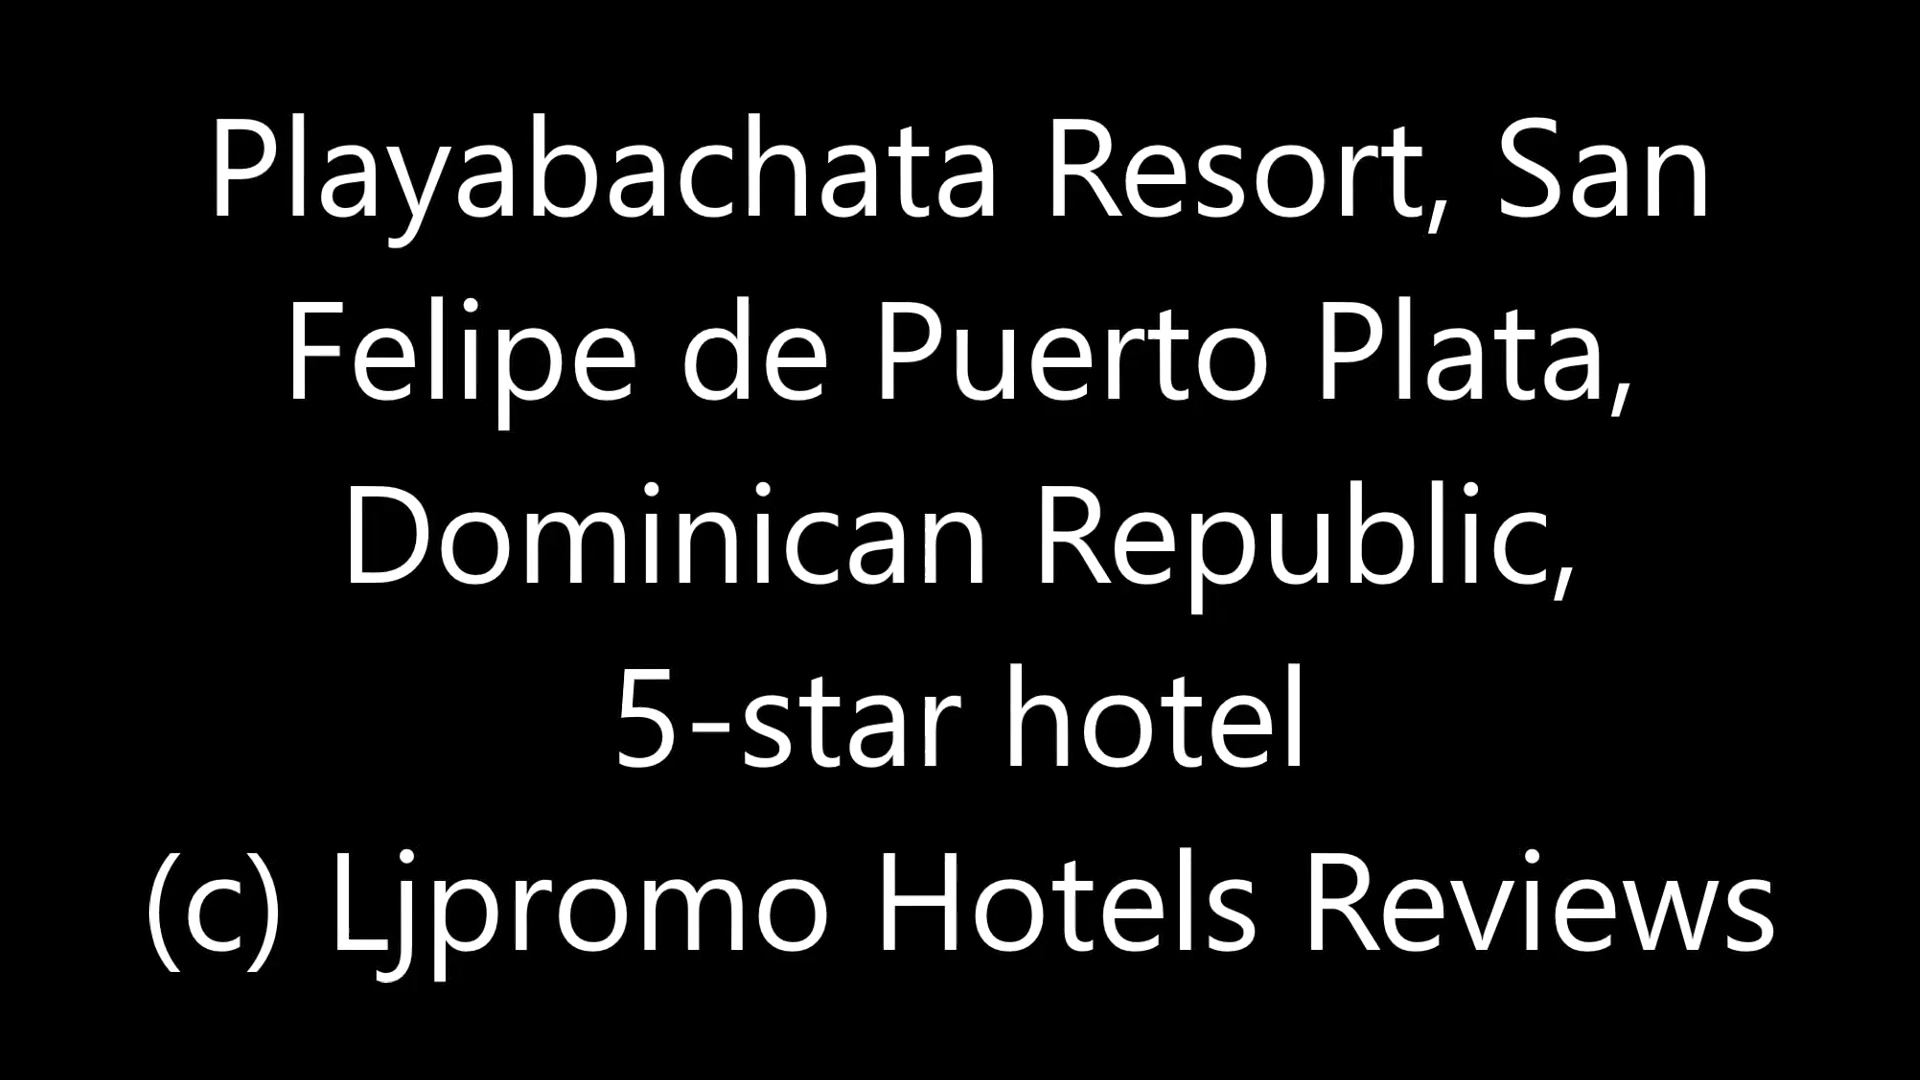 Playabachata Resort, San
Felipe de Puerto Plata,
Dominican Republic,
5-star hotel
(c) Ljpromo Hotels Reviews